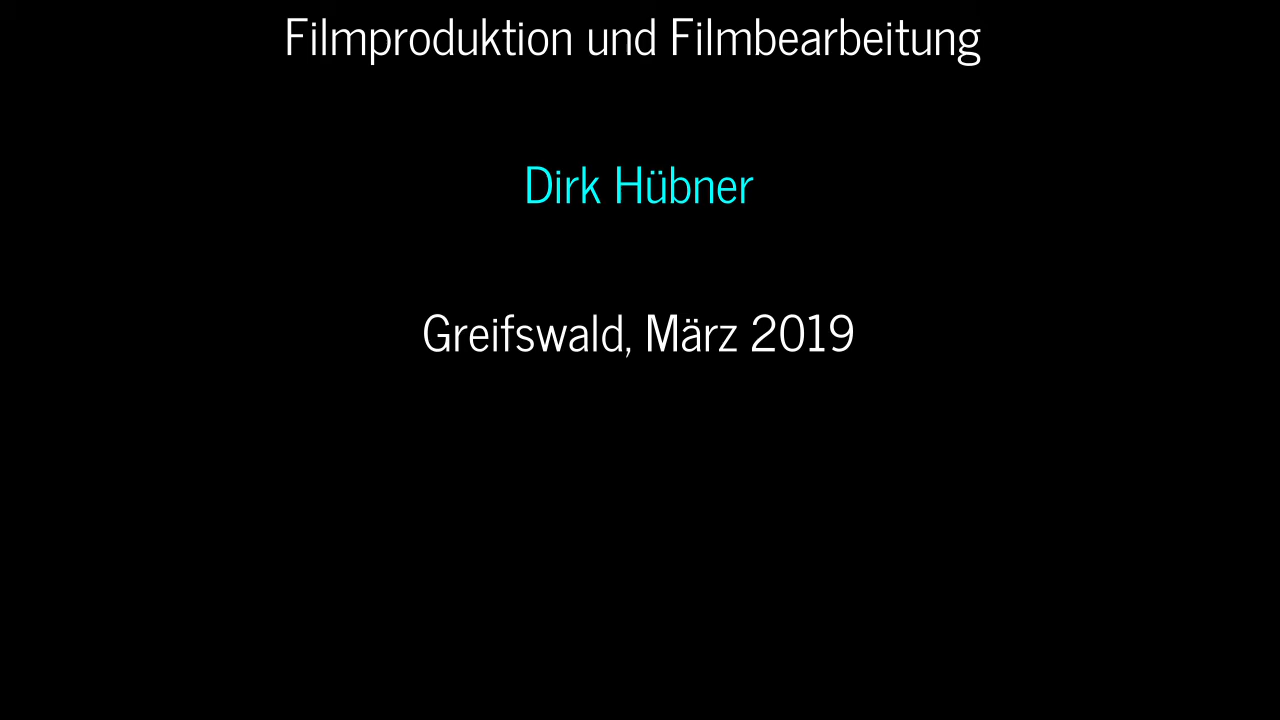 Filmproduktion und Filmbearbeitung
Dirk Hübner
Greifswald, März 2019